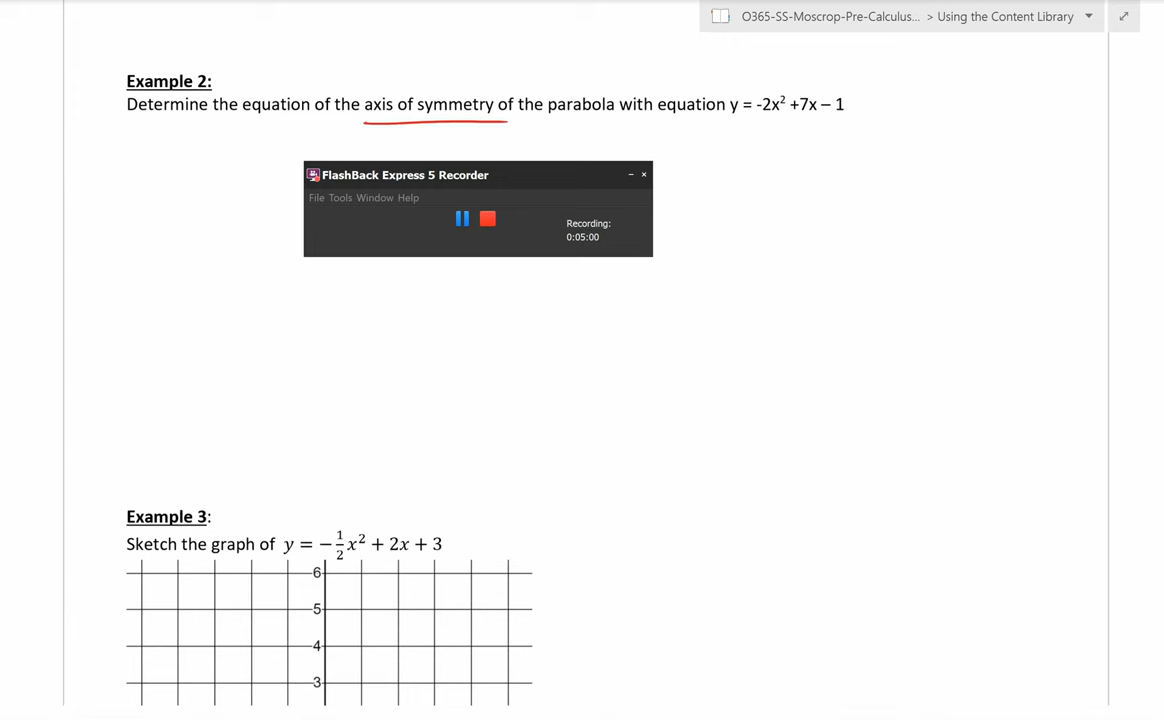 O365-SS-Moscrop-Pre-Calculus... > Using the Content Library
Example 2:
Determine the equation of the axis of symmetry of the parabola with equation y = -2x² +7x – 1
FlashBack Express 5 Recorder
File Tools Window Help
Recording:
0:05:00
Example 3:
Sketch the graph of y = −½x² + 2x + 3
6
5
4
3